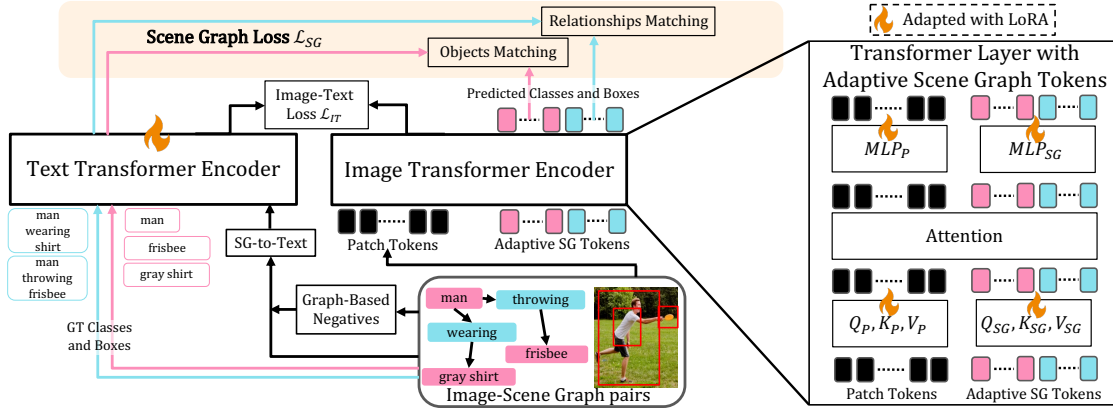 Relationships Matching
Scene Graph Loss ℒ_SG
Objects Matching
Image-Text
Loss ℒ_IT
Predicted Classes and Boxes
Text Transformer Encoder
Image Transformer Encoder
man
wearing
shirt
man
throwing
frisbee
man
frisbee
gray shirt
SG-to-Text
Patch Tokens
Adaptive SG Tokens
GT Classes
and Boxes
Graph-Based
Negatives
man
throwing
wearing
frisbee
gray shirt
Image-Scene Graph pairs
Adapted with LoRA
Transformer Layer with
Adaptive Scene Graph Tokens
MLP_P
MLP_SG
Attention
Q_P, K_P, V_P
Q_SG, K_SG, V_SG
Patch Tokens
Adaptive SG Tokens